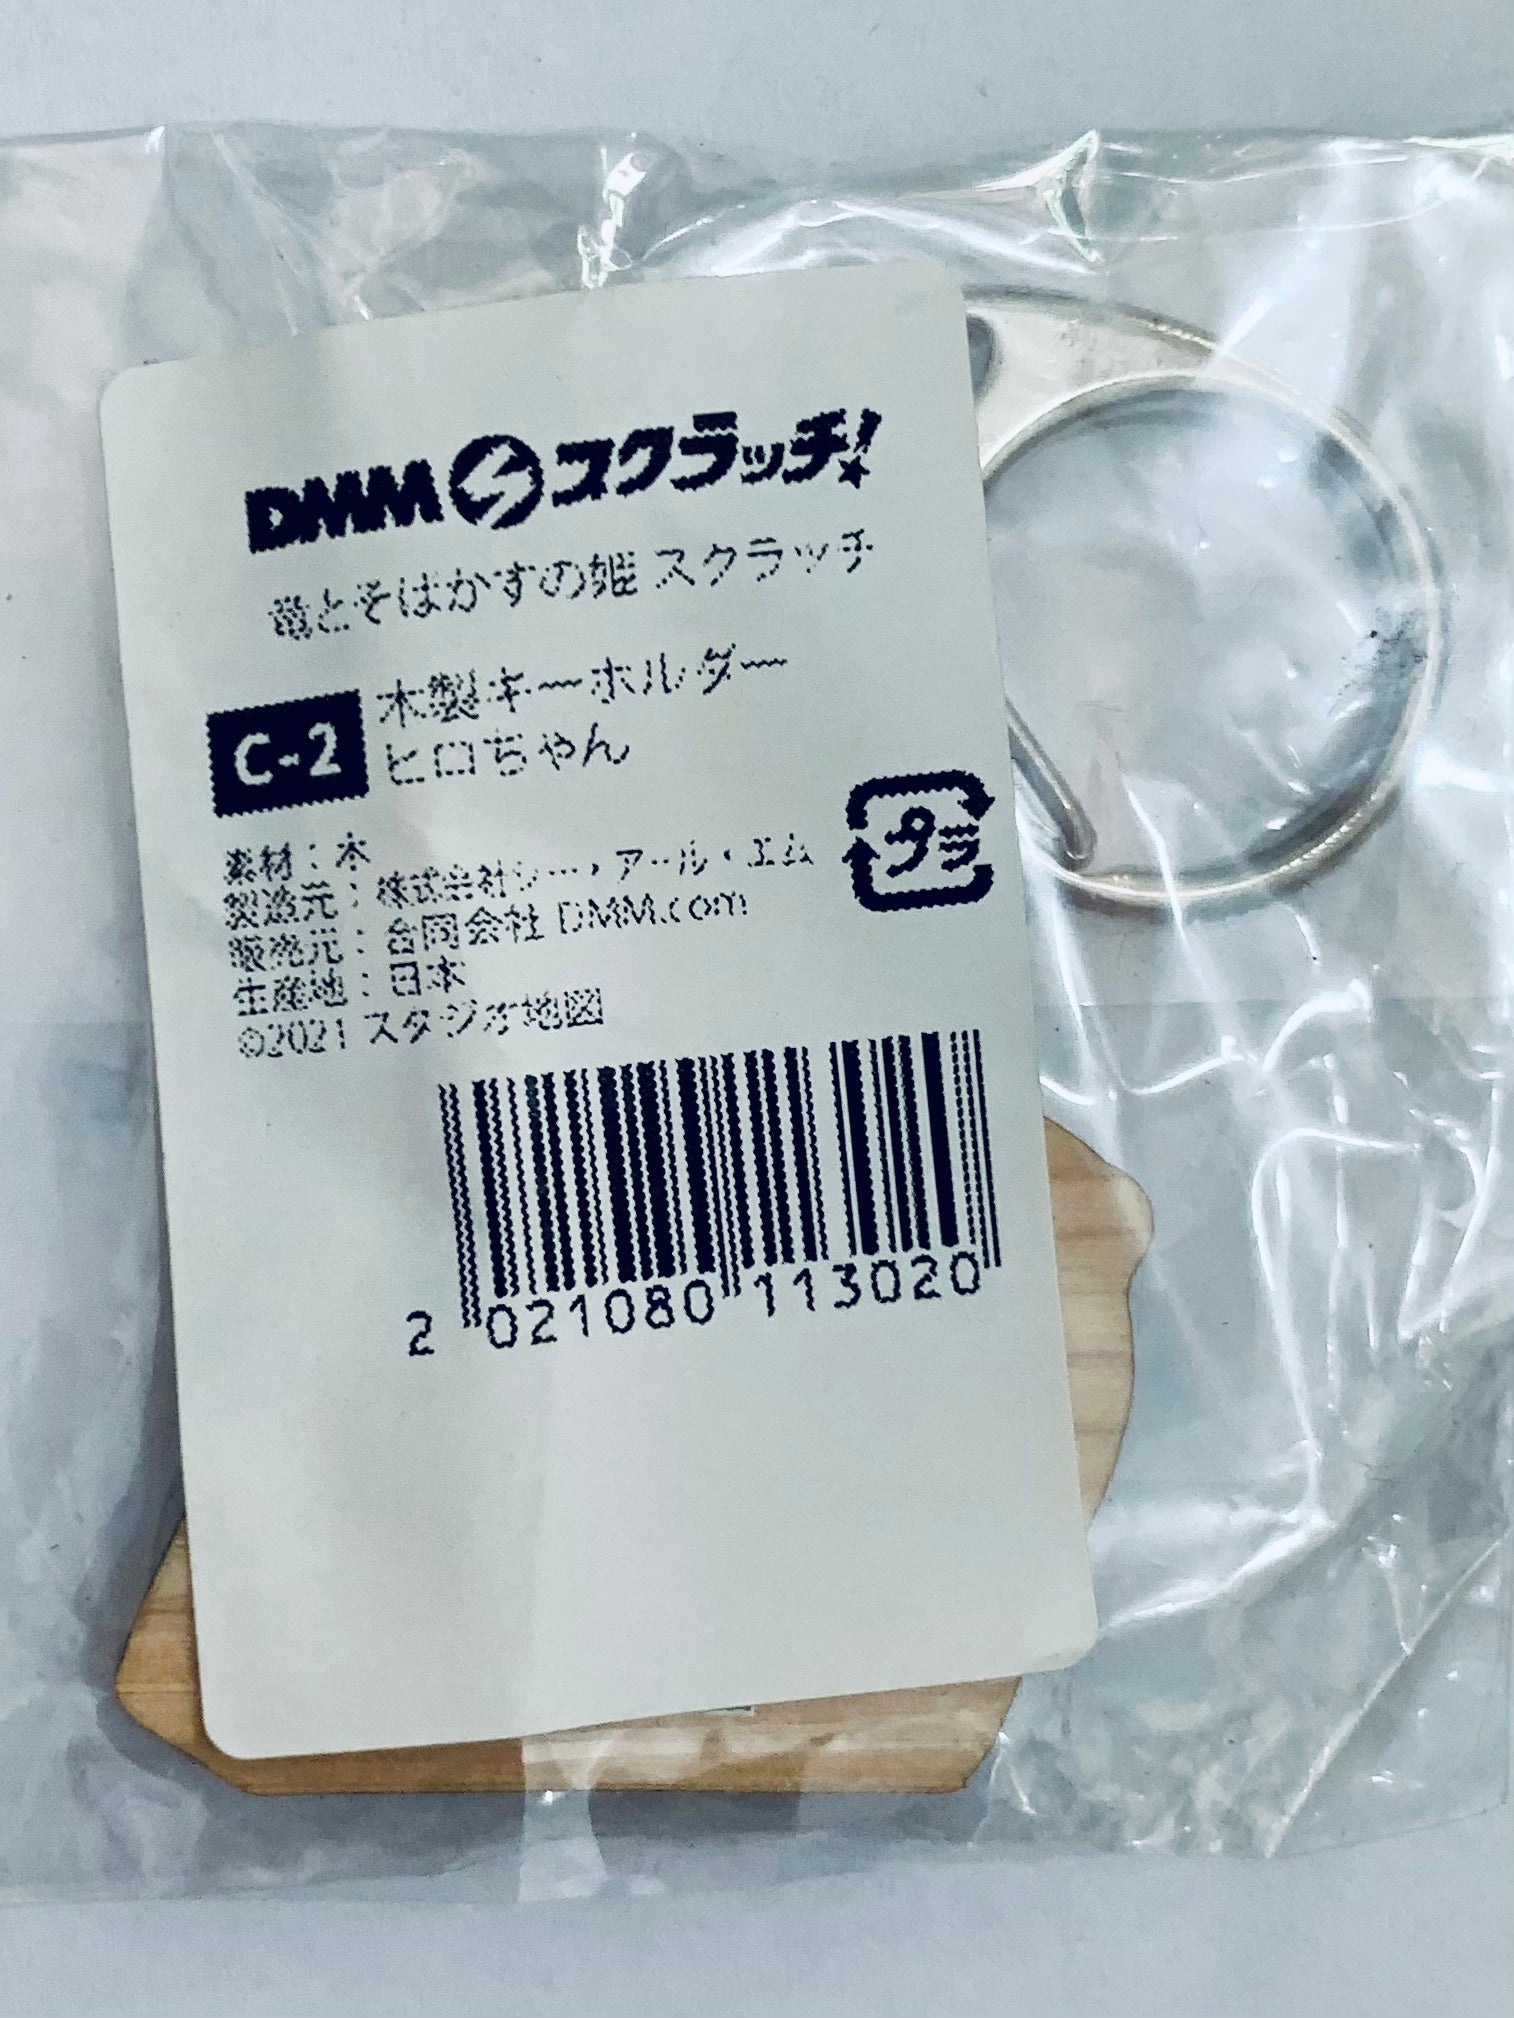 DMM スクラッチ!
竜とそばかすの姫 スクラッチ
C-2
木製キーホルダー
ヒロちゃん
素材:木
製造元:株式会社シー・アール・エム
販売元:合同会社 DMM.com
生産地:日本
©2021 スタジオ地図
プラ
2 021080 113020